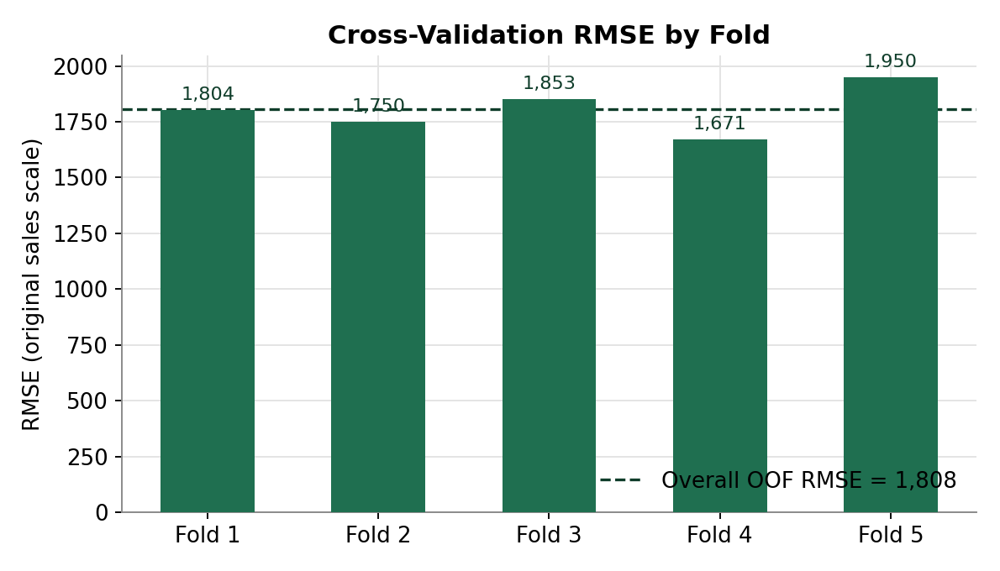 Cross-Validation RMSE by Fold
RMSE (original sales scale)
2000
1750
1500
1250
1000
750
500
250
0
1,804
1,750
1,853
1,671
1,950
Overall OOF RMSE = 1,808
Fold 1
Fold 2
Fold 3
Fold 4
Fold 5